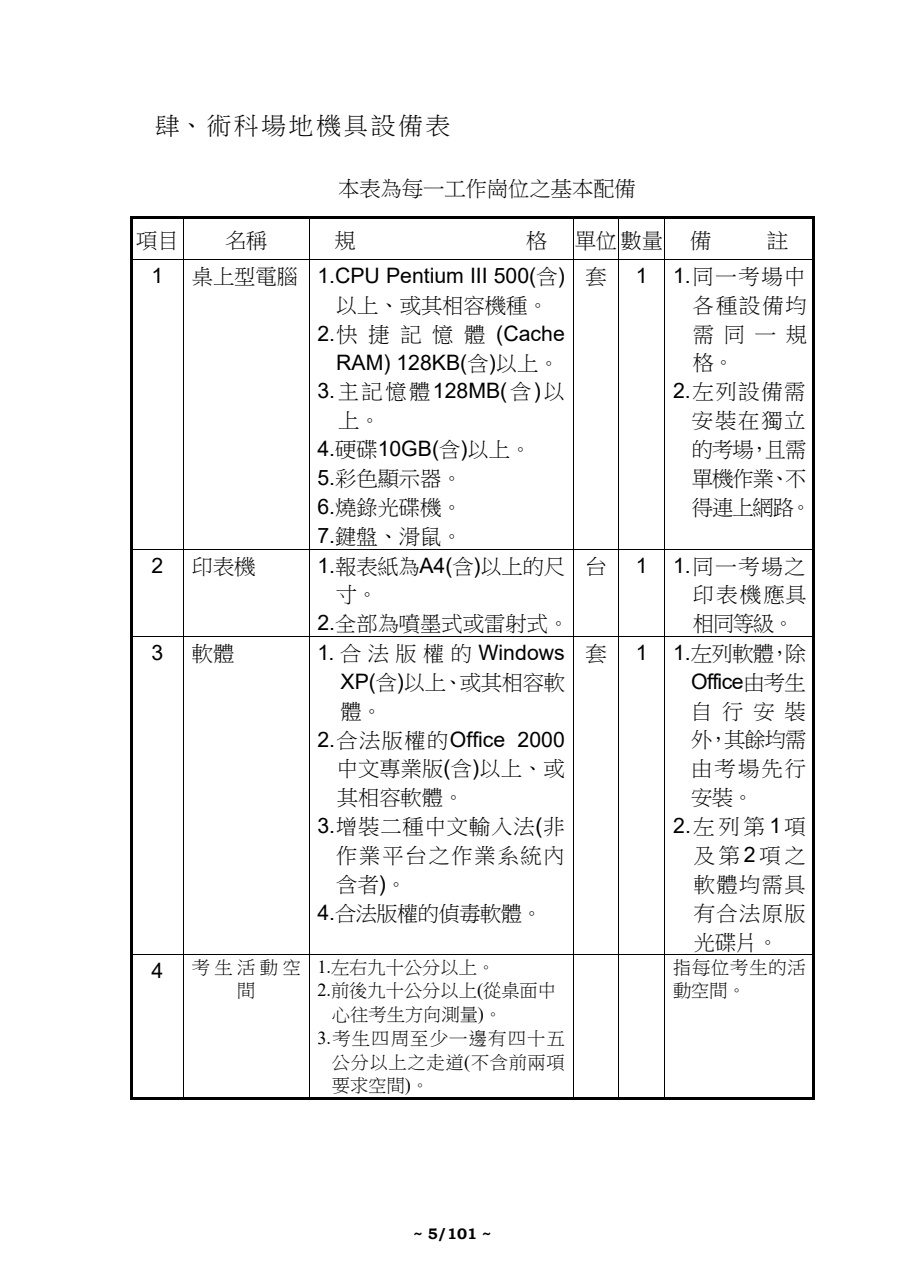 肆、術科場地機具設備表
本表為每一工作崗位之基本配備
項目 名稱 規格 單位 數量 備註
1 桌上型電腦
1.CPU Pentium III 500(含)
以上、或其相容機種。
2.快捷記憶體(Cache
RAM) 128KB(含)以上。
3.主記憶體128MB(含)以
上。
4.硬碟10GB(含)以上。
5.彩色顯示器。
6.燒錄光碟機。
7.鍵盤、滑鼠。
套 1
1.同一考場中
各種設備均
需同一規
格。
2.左列設備需
安裝在獨立
的考場，且需
單機作業、不
得連上網路。
2 印表機
1.報表紙為A4(含)以上的尺
寸。
2.全部為噴墨式或雷射式。
台 1
1.同一考場之
印表機應具
相同等級。
3 軟體
1.合法版權的Windows
XP(含)以上、或其相容軟
體。
2.合法版權的Office 2000
中文專業版(含)以上、或
其相容軟體。
3.增裝二種中文輸入法(非
作業平台之作業系統內
含者)。
4.合法版權的偵毒軟體。
套 1
1.左列軟體，除
Office由考生
自行安裝
外，其餘均需
由考場先行
安裝。
2.左列第1項
及第2項之
軟體均需具
有合法原版
光碟片。
4 考生活動空
間
1.左右九十公分以上。
2.前後九十公分以上(從桌面中
心往考生方向測量)。
3.考生四周至少一邊有四十五
公分以上之走道(不含前兩項
要求空間)。
指每位考生的活
動空間。
~ 5/101 ~